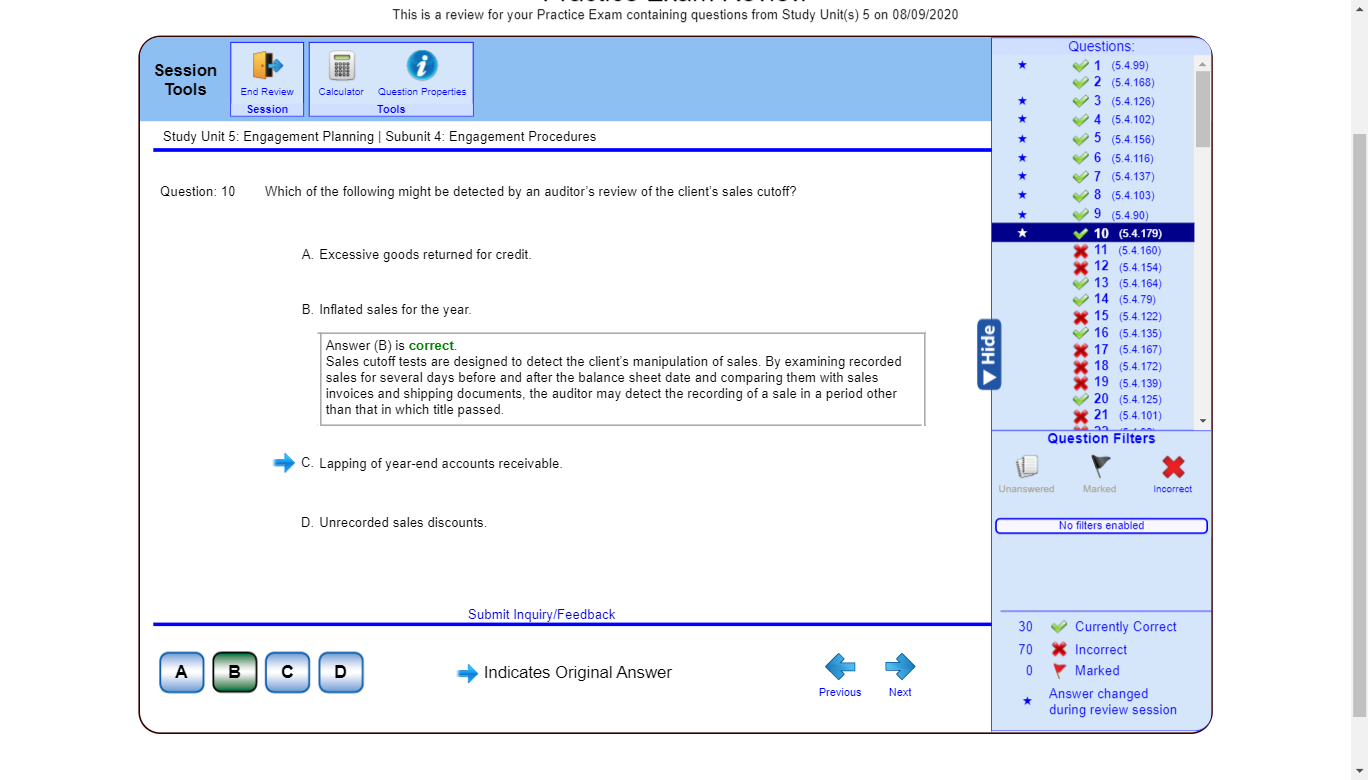 This is a review for your Practice Exam containing questions from Study Unit(s) 5 on 08/09/2020
Session
Tools
End Review
Session
Calculator
Question Properties
Tools
Study Unit 5: Engagement Planning | Subunit 4: Engagement Procedures
Question: 10
Which of the following might be detected by an auditor's review of the client's sales cutoff?
A. Excessive goods returned for credit.
B. Inflated sales for the year.
Answer (B) is correct.
Sales cutoff tests are designed to detect the client's manipulation of sales. By examining recorded
sales for several days before and after the balance sheet date and comparing them with sales
invoices and shipping documents, the auditor may detect the recording of a sale in a period other
than that in which title passed.
C. Lapping of year-end accounts receivable.
D. Unrecorded sales discounts.
Submit Inquiry/Feedback
A
B
C
D
Indicates Original Answer
Previous
Next
Hide
Questions:
1 (5.4.99)
2 (5.4.168)
3 (5.4.126)
4 (5.4.102)
5 (5.4.156)
6 (5.4.116)
7 (5.4.137)
8 (5.4.103)
9 (5.4.90)
10 (5.4.179)
11 (5.4.160)
12 (5.4.154)
13 (5.4.164)
14 (5.4.79)
15 (5.4.122)
16 (5.4.135)
17 (5.4.167)
18 (5.4.172)
19 (5.4.139)
20 (5.4.125)
21 (5.4.101)
Question Filters
Unanswered
Marked
Incorrect
No filters enabled
30 Currently Correct
70 Incorrect
0 Marked
Answer changed
during review session